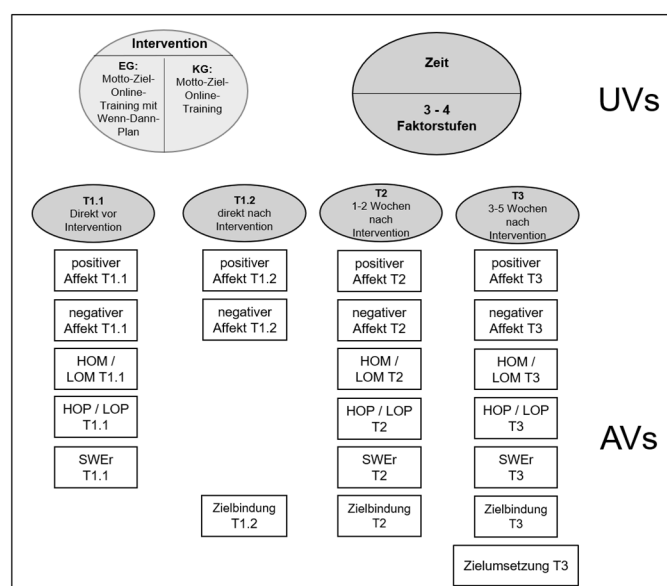 Intervention
EG:
Motto-Ziel-
Online-
Training mit
Wenn-Dann-
Plan
KG:
Motto-Ziel-
Online-
Training
Zeit
3 - 4
Faktorstufen
UVs
T1.1
Direkt vor
Intervention
T1.2
direkt nach
Intervention
T2
1-2 Wochen
nach
Intervention
T3
3-5 Wochen
nach
Intervention
positiver
Affekt T1.1
positiver
Affekt T1.2
positiver
Affekt T2
positiver
Affekt T3
negativer
Affekt T1.1
negativer
Affekt T1.2
negativer
Affekt T2
negativer
Affekt T3
HOM /
LOM T1.1
HOM /
LOM T2
HOM /
LOM T3
HOP / LOP
T1.1
HOP / LOP
T2
HOP / LOP
T3
AVs
SWEr
T1.1
SWEr
T2
SWEr
T3
Zielbindung
T1.2
Zielbindung
T2
Zielbindung
T3
Zielumsetzung T3